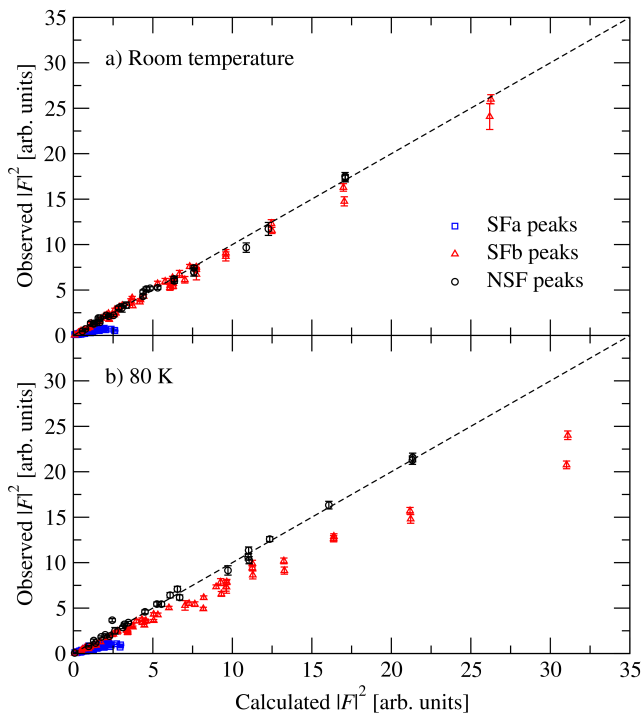 35
30
25
20
15
10
5
0
Observed |F|² [arb. units]
a) Room temperature
SFa peaks
SFb peaks
NSF peaks
30
25
20
15
10
5
0
Observed |F|² [arb. units]
b) 80 K
0 5 10 15 20 25 30 35
Calculated |F|² [arb. units]